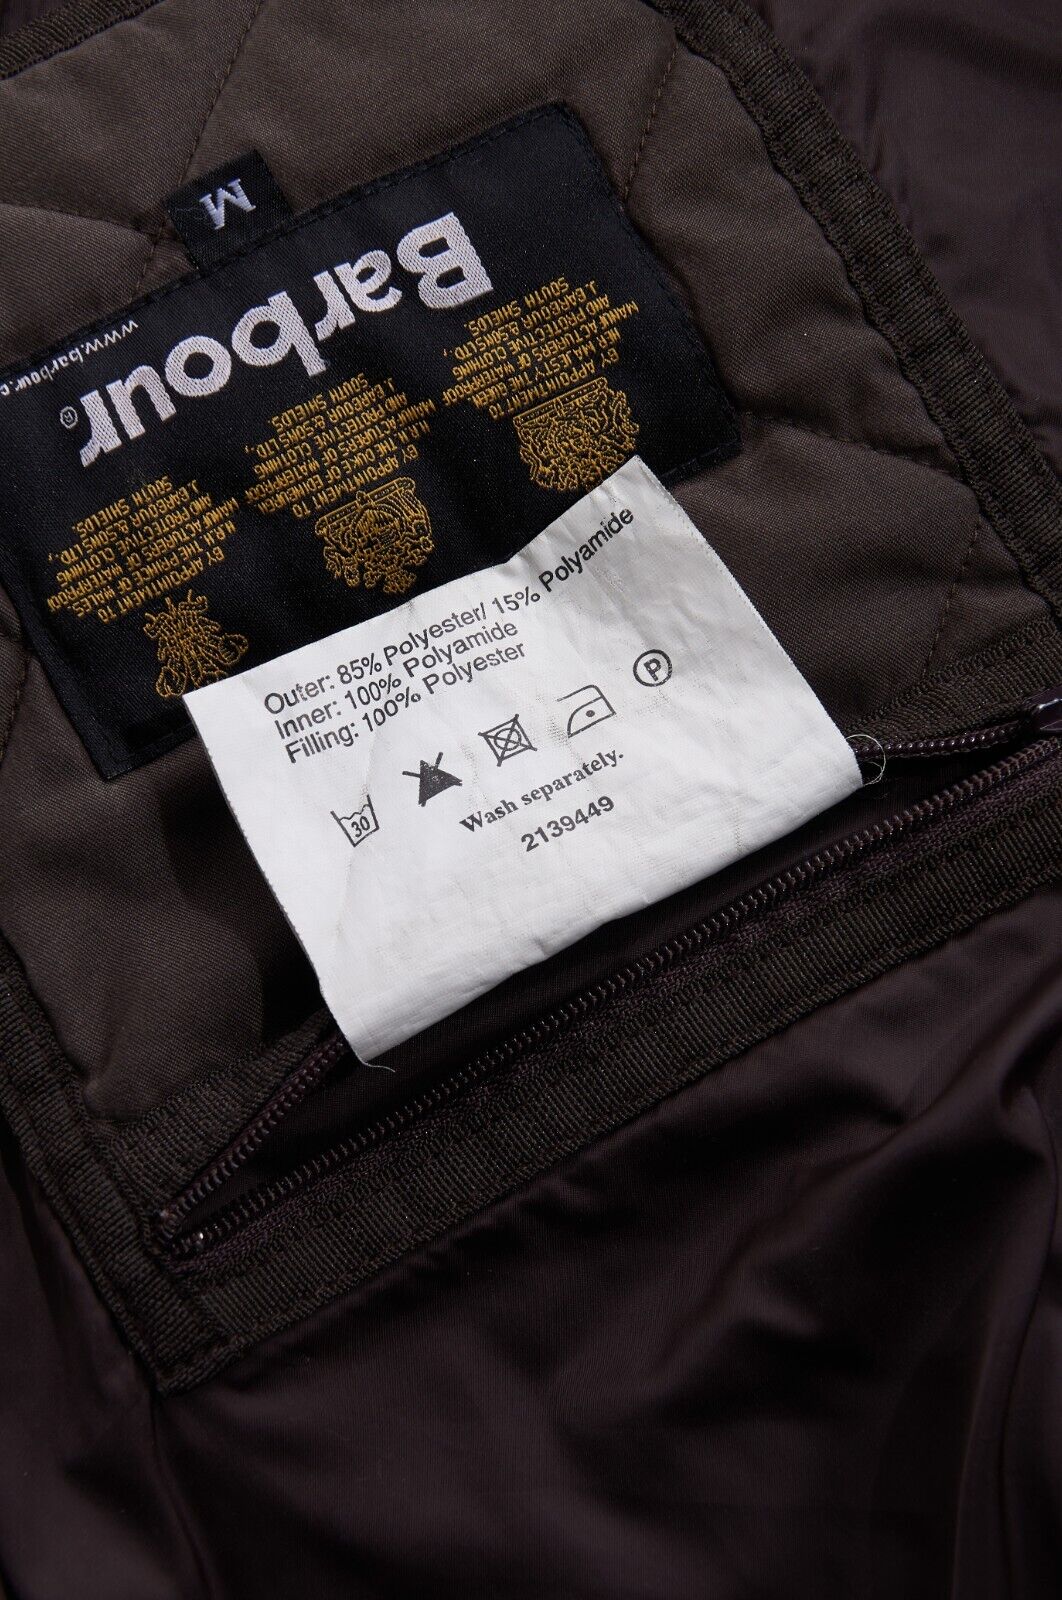 M
Barbour®
www.barbour.c
BY APPOINTMENT TO
HER MAJESTY THE QUEEN
MANUFACTURERS OF WATERPROOF
AND PROTECTIVE CLOTHING
J. BARBOUR & SONS LTD.,
SOUTH SHIELDS.
BY APPOINTMENT TO
H.R.H. THE DUKE OF EDINBURGH
MANUFACTURERS OF WATERPROOF
AND PROTECTIVE CLOTHING
J. BARBOUR & SONS LTD.,
SOUTH SHIELDS
BY APPOINTMENT TO
H.R.H. THE PRINCE OF WALES
MANUFACTURERS OF WATERPROOF
AND PROTECTIVE CLOTHING
J. BARBOUR & SONS LTD.,
SOUTH SHIELDS
Outer: 85% Polyester/ 15% Polyamide
Inner: 100% Polyamide
Filling: 100% Polyester
30
P
Wash separately.
2139449